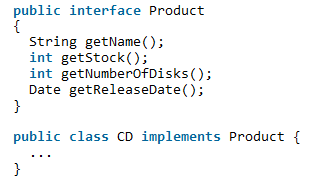 public interface Product
{
  String getName();
  int getStock();
  int getNumberOfDisks();
  Date getReleaseDate();
}

public class CD implements Product {
  ...
}